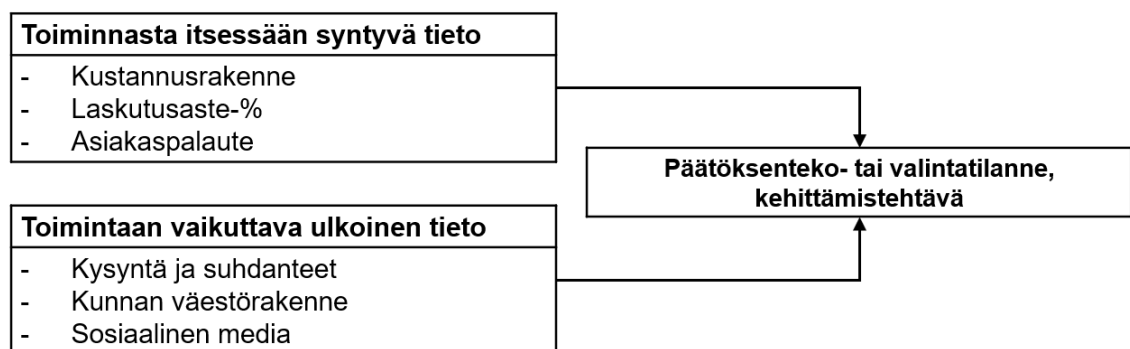 Toiminnasta itsessään syntyvä tieto
- Kustannusrakenne
- Laskutusaste-%
- Asiakaspalaute
Päätöksenteko- tai valintatilanne,
kehittämistehtävä
Toimintaan vaikuttava ulkoinen tieto
- Kysyntä ja suhdanteet
- Kunnan väestörakenne
- Sosiaalinen media